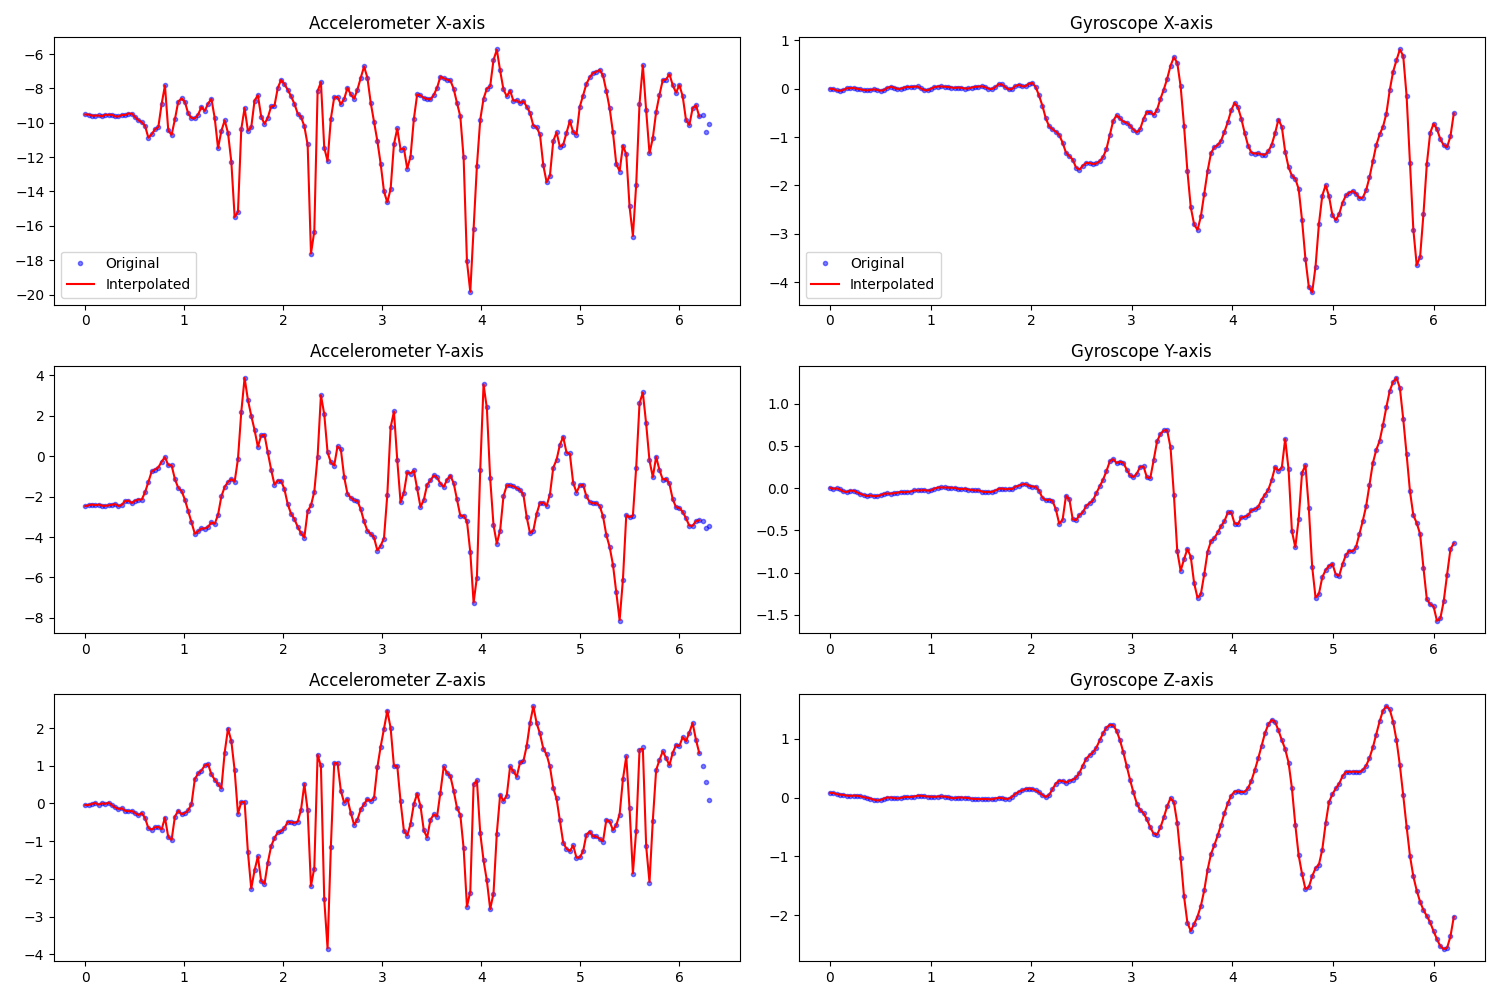 Accelerometer X-axis
−6
−8
−10
−12
−14
−16
−18
−20
Original
Interpolated
0 1 2 3 4 5 6
Gyroscope X-axis
1
0
−1
−2
−3
−4
Original
Interpolated
0 1 2 3 4 5 6
Accelerometer Y-axis
4
2
0
−2
−4
−6
−8
0 1 2 3 4 5 6
Gyroscope Y-axis
1.0
0.5
0.0
−0.5
−1.0
−1.5
0 1 2 3 4 5 6
Accelerometer Z-axis
2
1
0
−1
−2
−3
−4
0 1 2 3 4 5 6
Gyroscope Z-axis
1
0
−1
−2
0 1 2 3 4 5 6